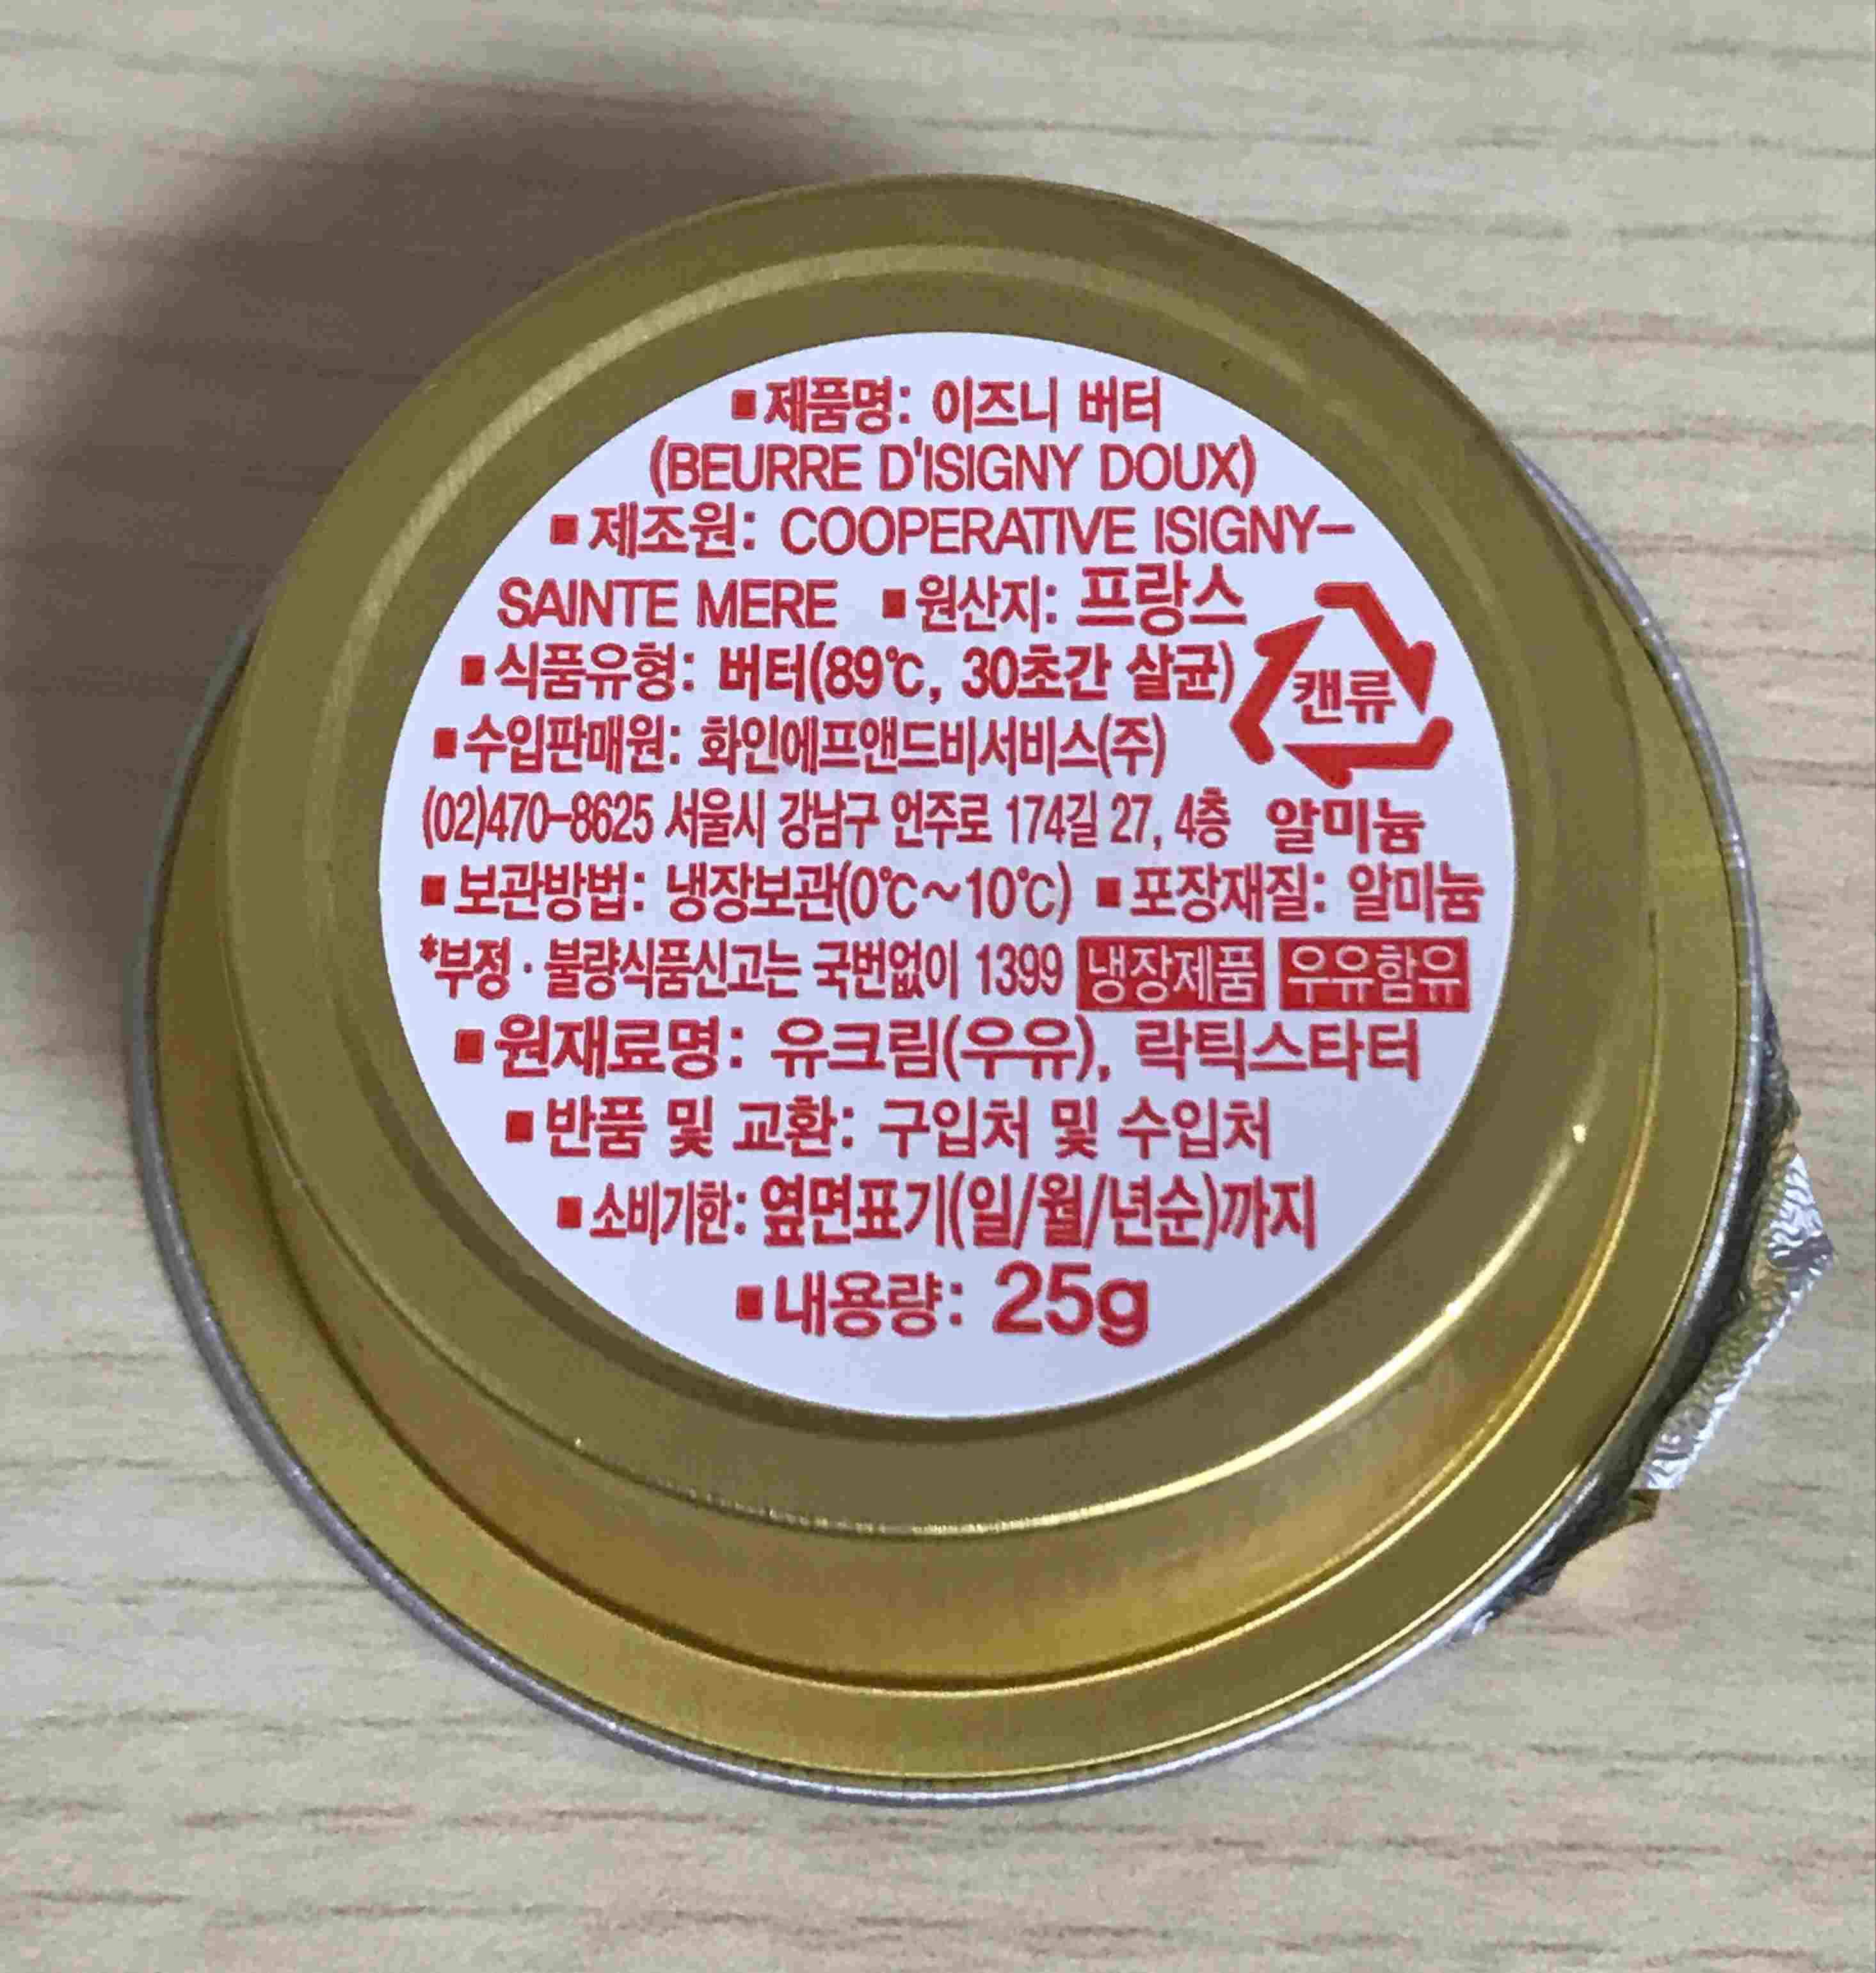 ■제품명: 이즈니 버터
(BEURRE D'ISIGNY DOUX)
■제조원: COOPERATIVE ISIGNY-
SAINTE MERE ■원산지: 프랑스
■식품유형: 버터(89℃, 30초간 살균)
캔류
■수입판매원: 화인에프앤드비서비스(주)
(02)470-8625 서울시 강남구 언주로 174길 27, 4층 알미늄
■보관방법: 냉장보관(0℃~10℃) ■포장재질: 알미늄
*부정·불량식품신고는 국번없이 1399 냉장제품 우유함유
■원재료명: 유크림(우유), 락틱스타터
■반품 및 교환: 구입처 및 수입처
■소비기한: 옆면표기(일/월/년순)까지
■내용량: 25g